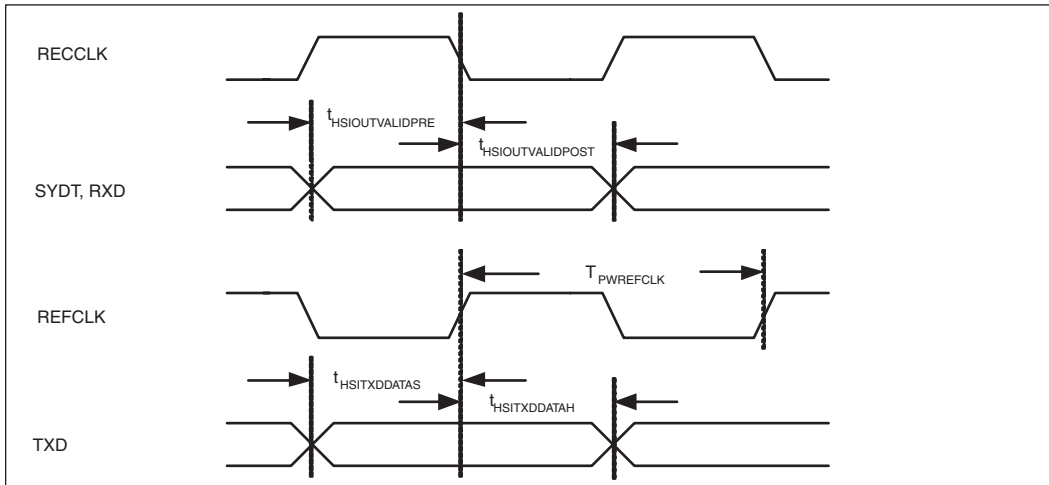 RECCLK
tHSIOUTVALIDPRE
tHSIOUTVALIDPOST
SYDT, RXD
TPWREFCLK
REFCLK
tHSITXDDATAS
tHSITXDDATAH
TXD